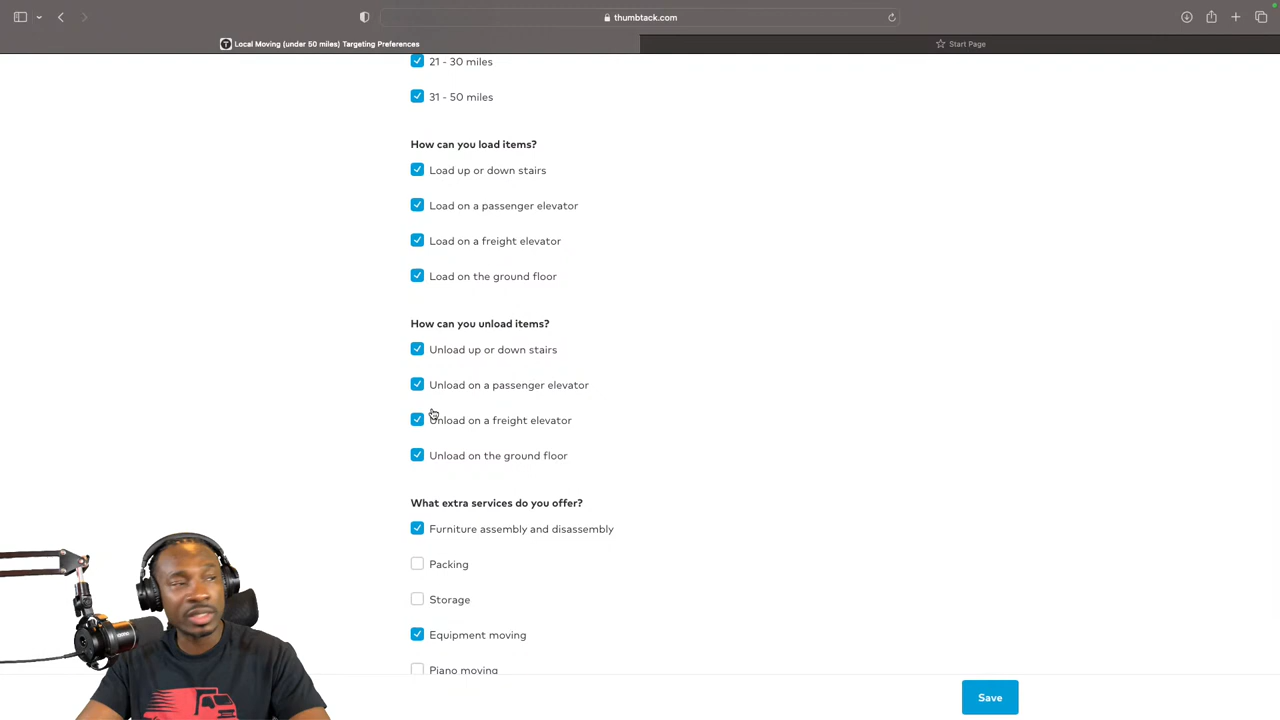 thumbtack.com
Local Moving (under 50 miles) Targeting Preferences
Start Page
21 - 30 miles
31 - 50 miles
How can you load items?
Load up or down stairs
Load on a passenger elevator
Load on a freight elevator
Load on the ground floor
How can you unload items?
Unload up or down stairs
Unload on a passenger elevator
Unload on a freight elevator
Unload on the ground floor
What extra services do you offer?
Furniture assembly and disassembly
Packing
Storage
Equipment moving
Piano moving
Save